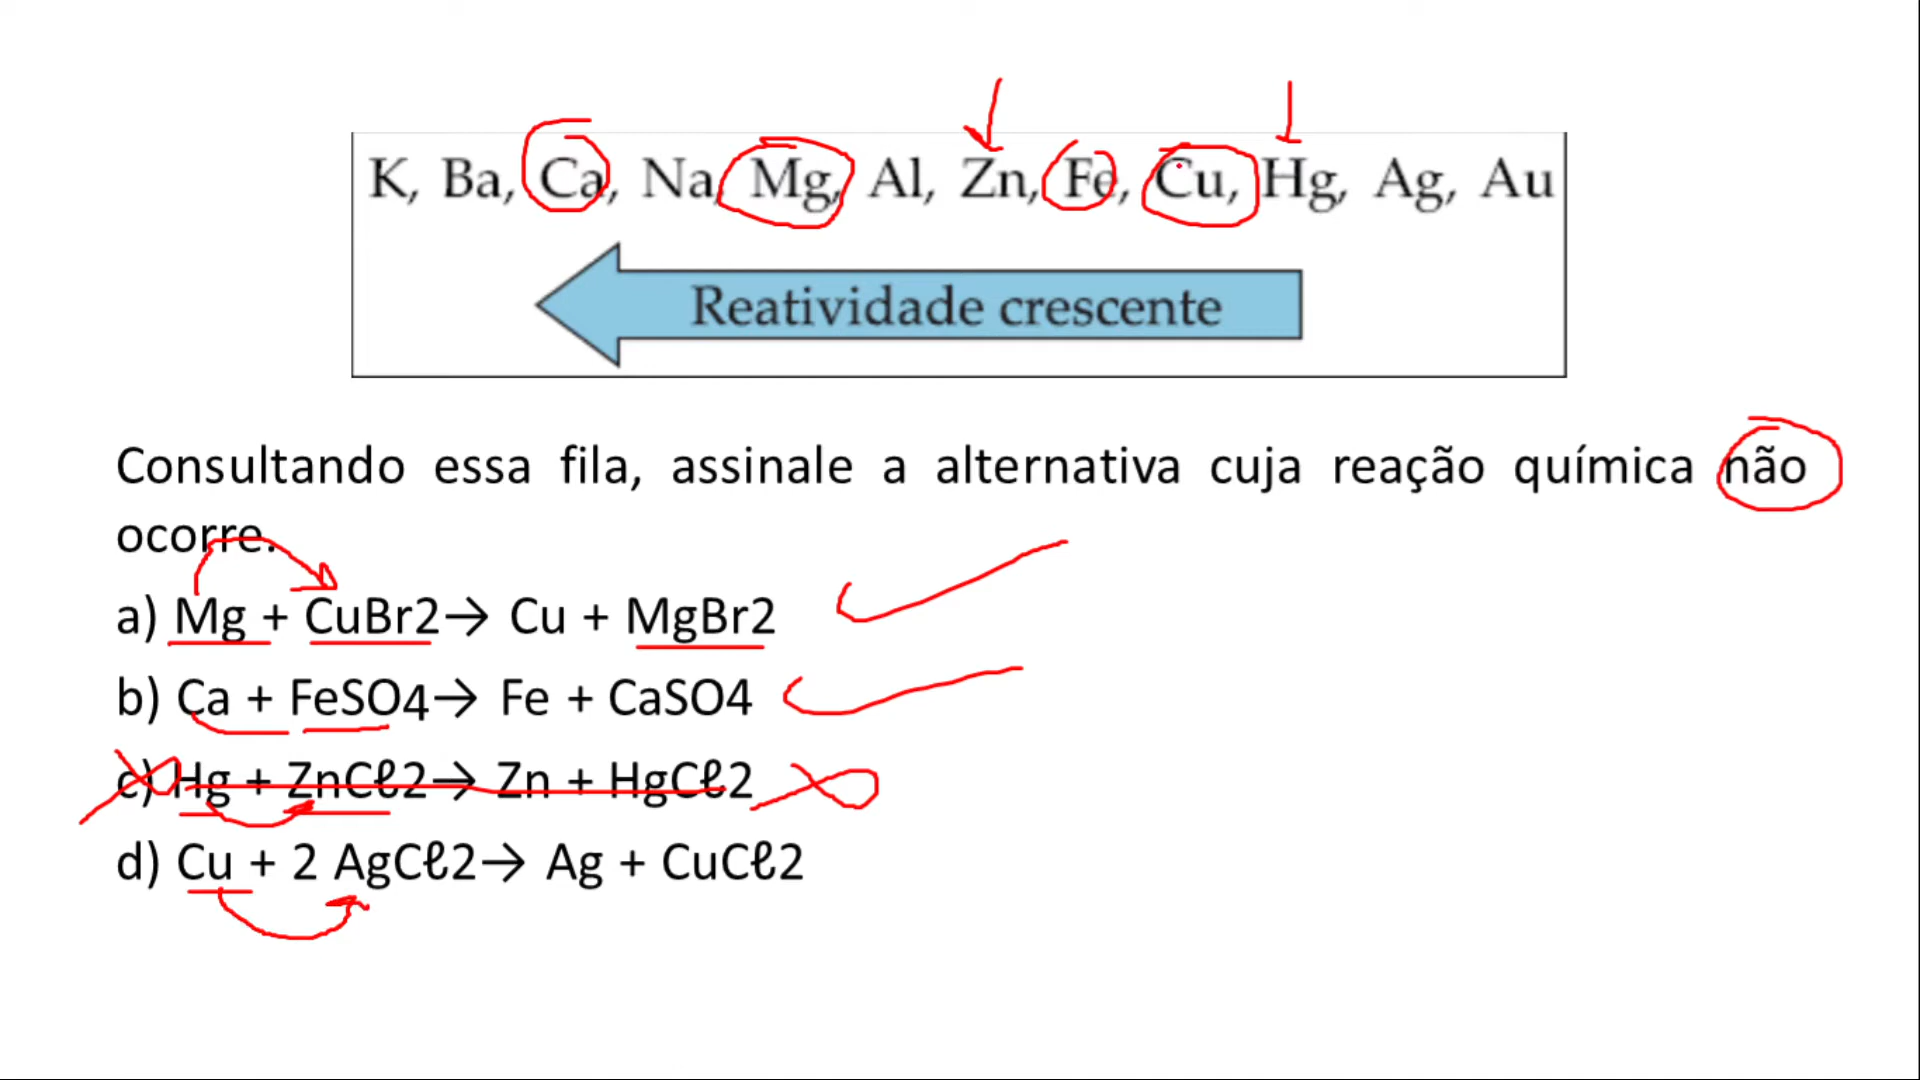 K, Ba, Ca, Na, Mg, Al, Zn, Fe, Cu, Hg, Ag, Au
Reatividade crescente
Consultando essa fila, assinale a alternativa cuja reação química não
ocorre.
a) Mg + CuBr2→ Cu + MgBr2
b) Ca + FeSO4→ Fe + CaSO4
c) Hg + ZnCℓ2→ Zn + HgCℓ2
d) Cu + 2 AgCℓ2→ Ag + CuCℓ2